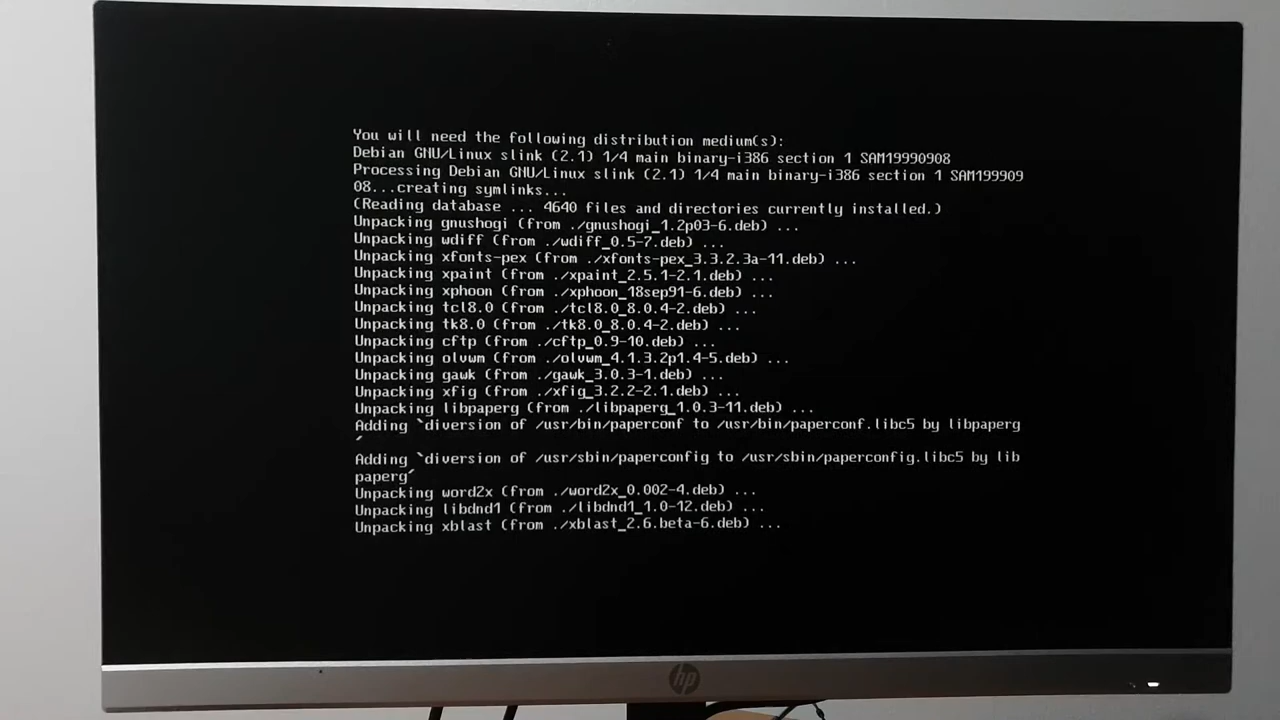 You will need the following distribution medium(s):
Debian GNU/Linux slink (2.1) 1/4 main binary-i386 section 1 SAM19990908
Processing Debian GNU/Linux slink (2.1) 1/4 main binary-i386 section 1 SAM199909
08...creating symlinks...
(Reading database ... 4640 files and directories currently installed.)
Unpacking gnushogi (from ./gnushogi_1.2p03-6.deb) ...
Unpacking wdiff (from ./wdiff_0.5-7.deb) ...
Unpacking xfonts-pex (from ./xfonts-pex_3.3.2.3a-11.deb) ...
Unpacking xpaint (from ./xpaint_2.5.1-2.1.deb) ...
Unpacking xphoon (from ./xphoon_18sep91-6.deb) ...
Unpacking tcl8.0 (from ./tcl8.0_8.0.4-2.deb) ...
Unpacking tk8.0 (from ./tk8.0_8.0.4-2.deb) ...
Unpacking cftp (from ./cftp_0.9-10.deb) ...
Unpacking olvwm (from ./olvwm_4.1.3.2p1.4-5.deb) ...
Unpacking gawk (from ./gawk_3.0.3-1.deb) ...
Unpacking xfig (from ./xfig_3.2.2-2.1.deb) ...
Unpacking libpaperg (from ./libpaperg_1.0.3-11.deb) ...
Adding `diversion of /usr/bin/paperconf to /usr/bin/paperconf.libc5 by libpaperg
'
Adding `diversion of /usr/sbin/paperconfig to /usr/sbin/paperconfig.libc5 by lib
paperg'
Unpacking word2x (from ./word2x_0.002-4.deb) ...
Unpacking libdnd1 (from ./libdnd1_1.0-12.deb) ...
Unpacking xblast (from ./xblast_2.6.beta-6.deb) ...
hp